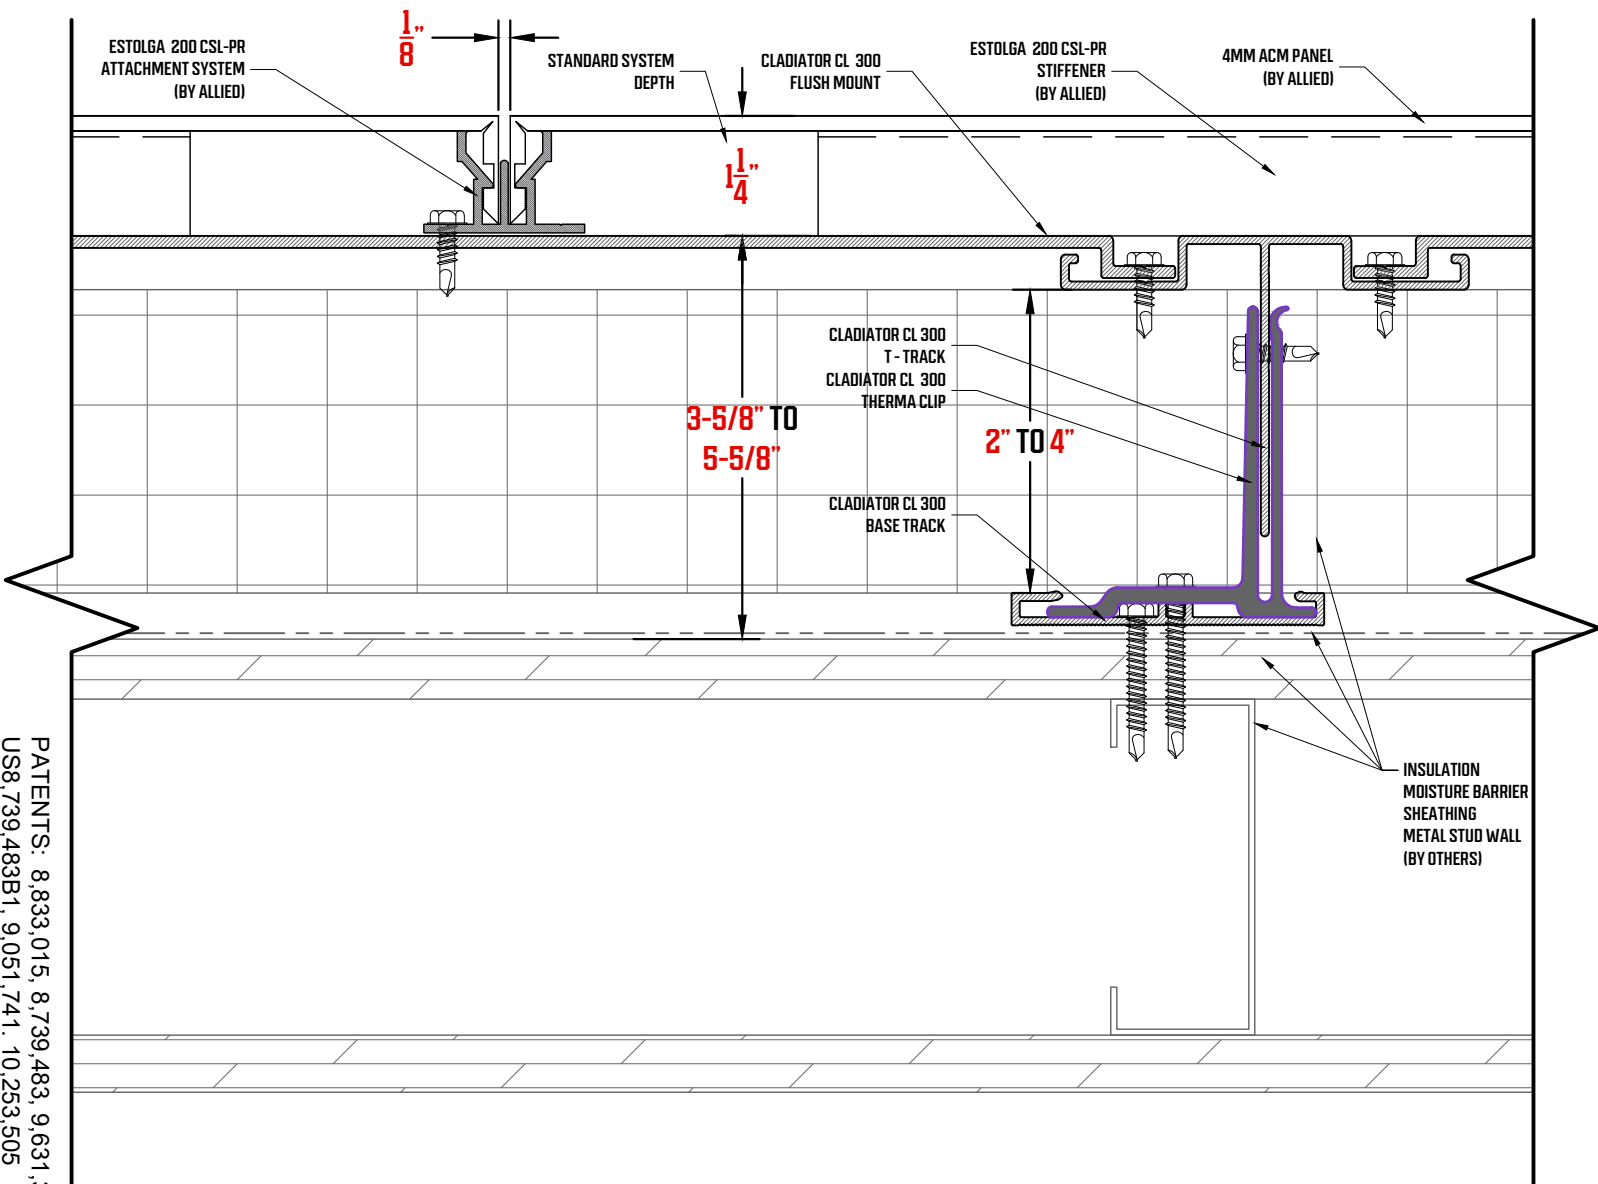 1/8"
ESTOLGA 200 CSL-PR
ATTACHMENT SYSTEM
(BY ALLIED)
STANDARD SYSTEM
DEPTH
CLADIATOR CL 300
FLUSH MOUNT
ESTOLGA 200 CSL-PR
STIFFENER
(BY ALLIED)
4MM ACM PANEL
(BY ALLIED)
1 1/4"
CLADIATOR CL 300
T - TRACK
CLADIATOR CL 300
THERMA CLIP
3-5/8” TO
5-5/8”
2” TO 4”
CLADIATOR CL 300
BASE TRACK
INSULATION
MOISTURE BARRIER
SHEATHING
METAL STUD WALL
(BY OTHERS)
PATENTS: 8,833,015, 8,739,483, 9,631,
US8,739,483B1, 9,051,741. 10,253,505